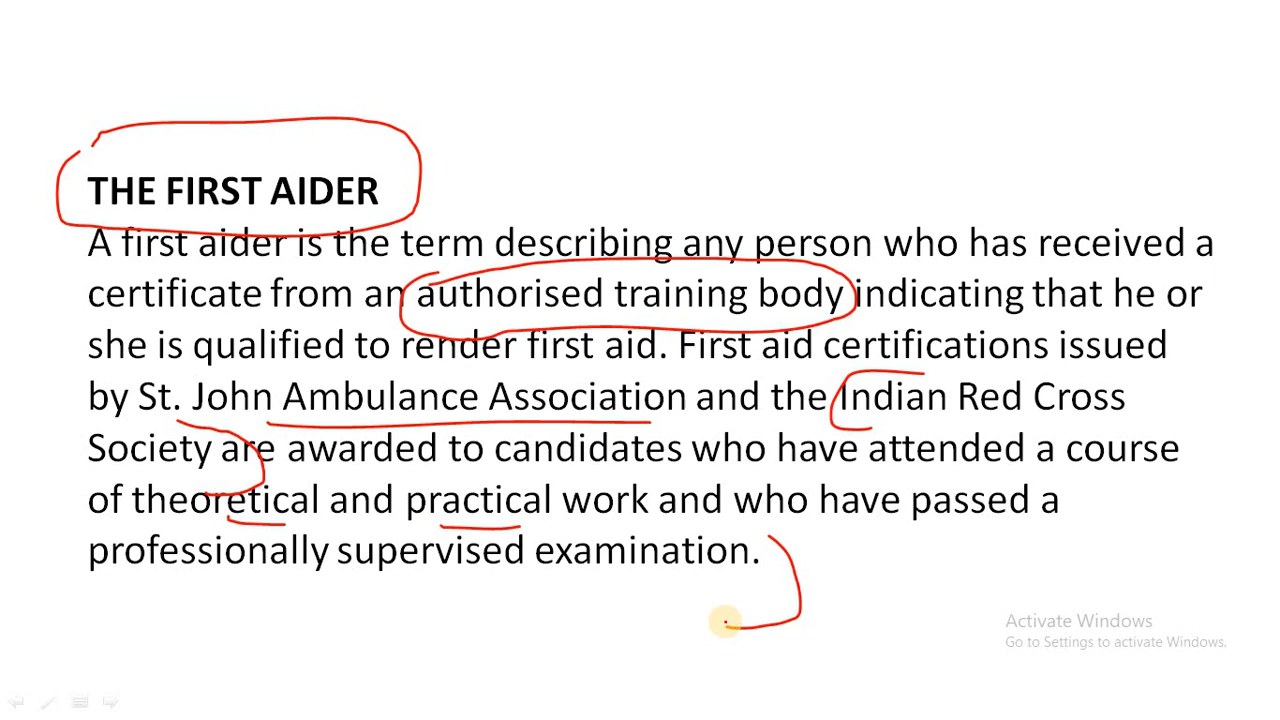 THE FIRST AIDER
A first aider is the term describing any person who has received a
certificate from an authorised training body indicating that he or
she is qualified to render first aid. First aid certifications issued
by St. John Ambulance Association and the Indian Red Cross
Society are awarded to candidates who have attended a course
of theoretical and practical work and who have passed a
professionally supervised examination.
Activate Windows
Go to Settings to activate Windows.